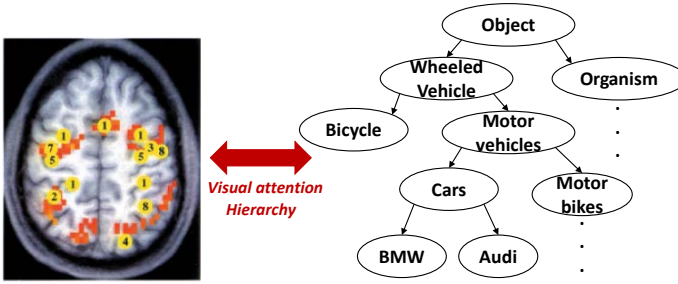 Object
Wheeled
Vehicle
Organism
Bicycle
Motor
vehicles
Visual attention
Hierarchy
Cars
Motor
bikes
BMW
Audi
1
1
1
7
3
8
5
5
1
1
2
8
4